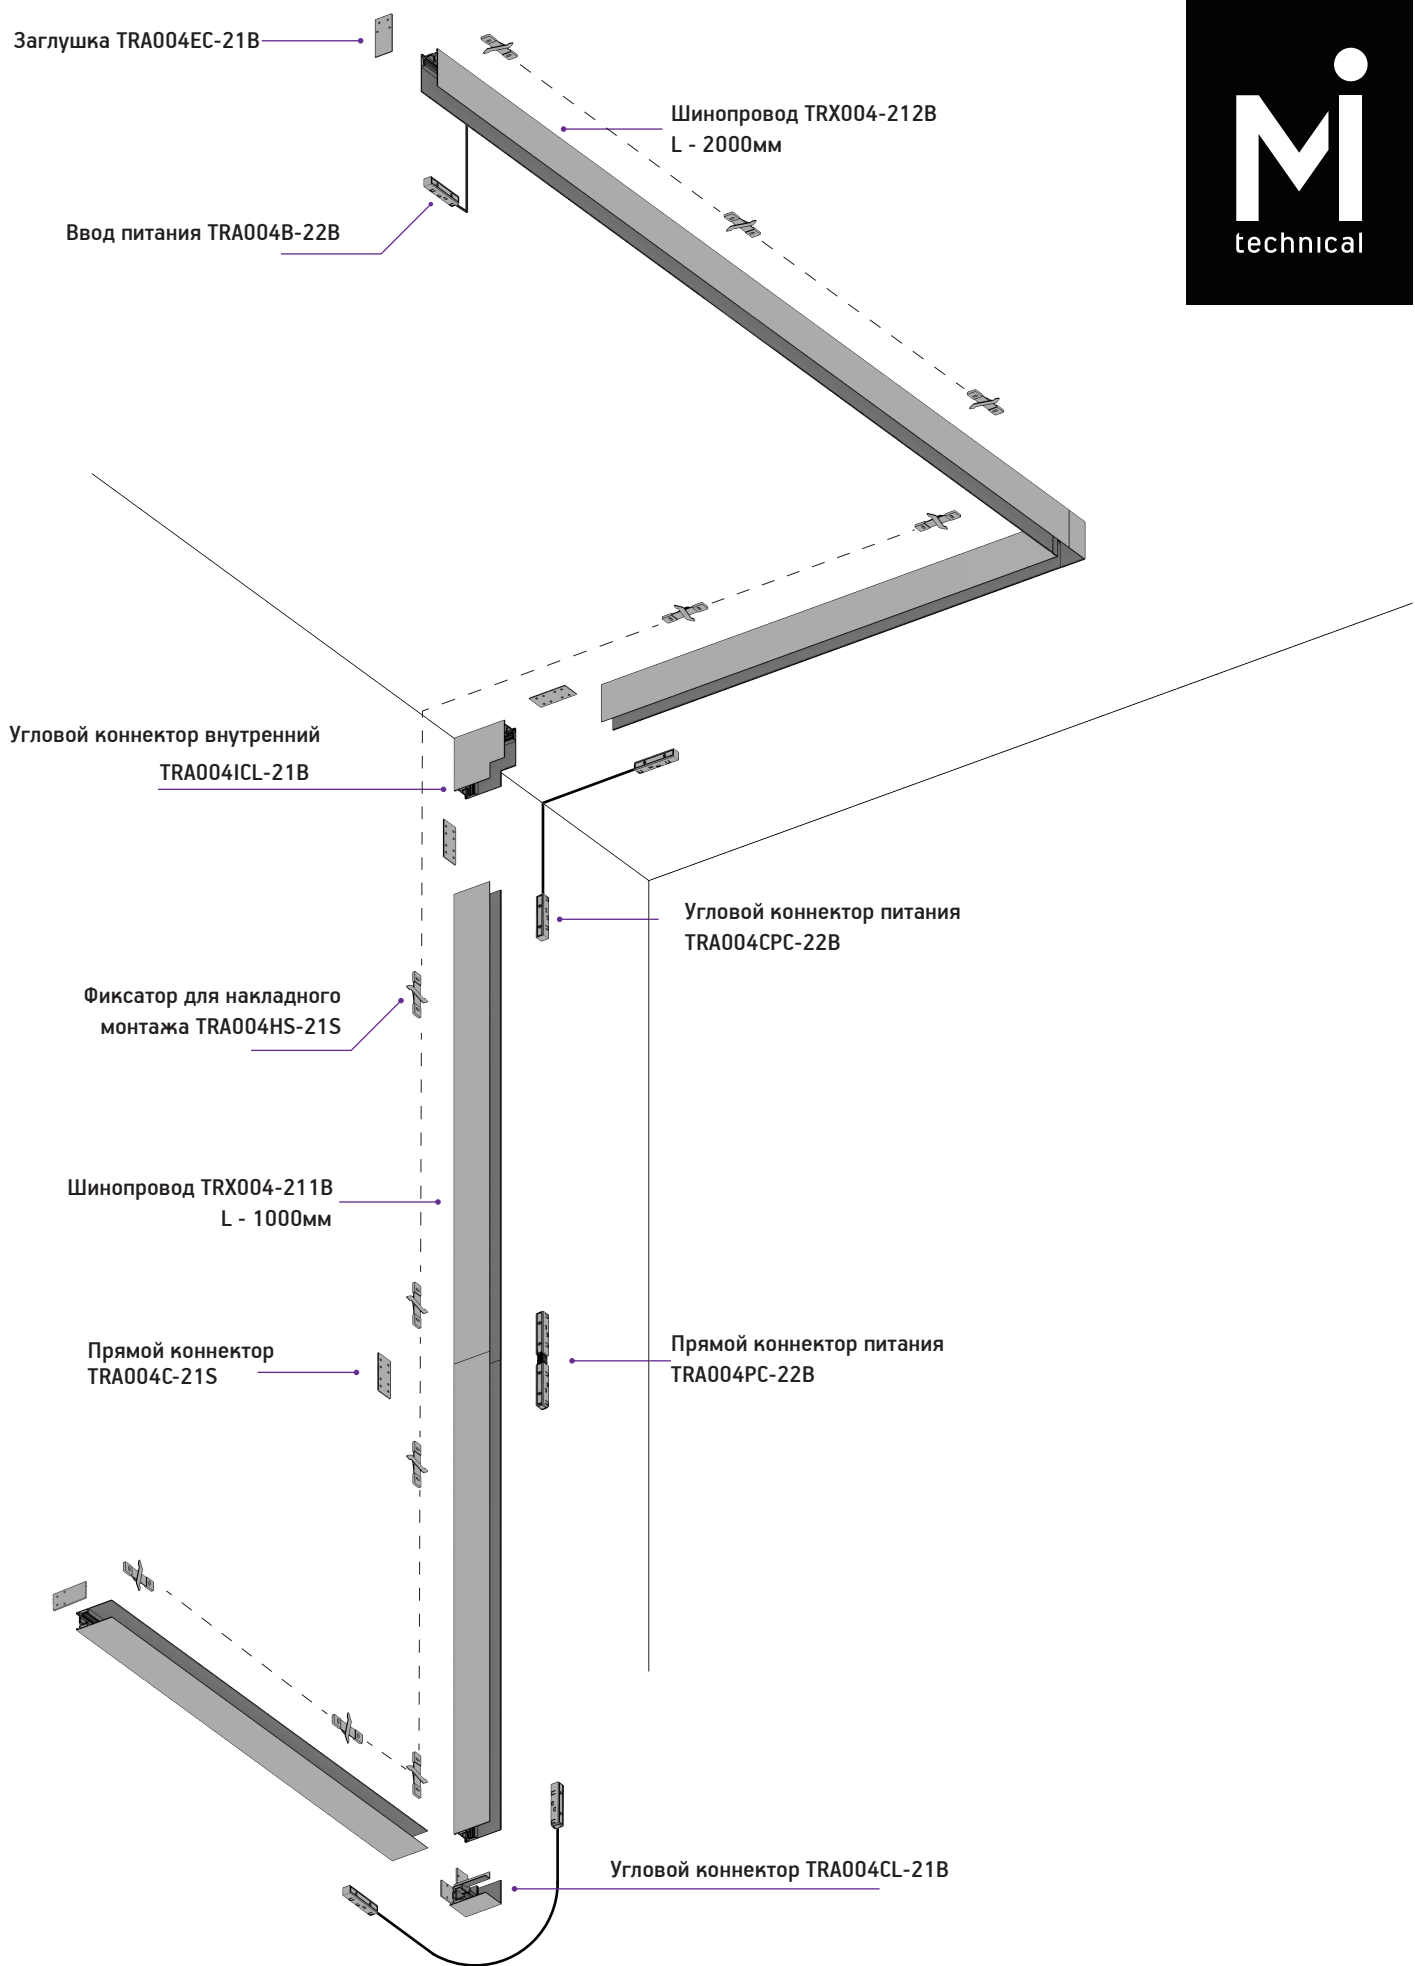 Заглушка TRA004EC-21B
Шинопровод TRX004-212B
L - 2000мм
Mi
technical
Ввод питания TRA004B-22B
Угловой коннектор внутренний
TRA004ICL-21B
Угловой коннектор питания
TRA004CPC-22B
Фиксатор для накладного
монтажа TRA004HS-21S
Шинопровод TRX004-211B
L - 1000мм
Прямой коннектор
TRA004C-21S
Прямой коннектор питания
TRA004PC-22B
Угловой коннектор TRA004CL-21B